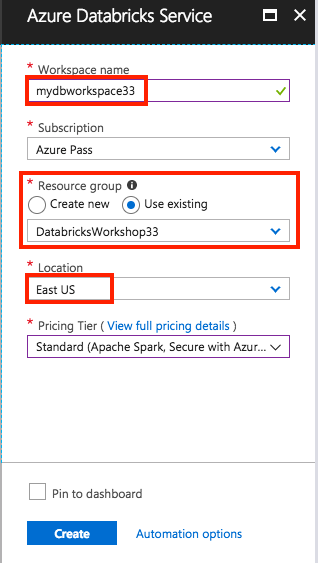 Azure Databricks Service
* Workspace name
mydbworkspace33
* Subscription
Azure Pass
* Resource group
Create new Use existing
DatabricksWorkshop33
* Location
East US
* Pricing Tier ( View full pricing details )
Standard (Apache Spark, Secure with Azur...
Pin to dashboard
Create Automation options